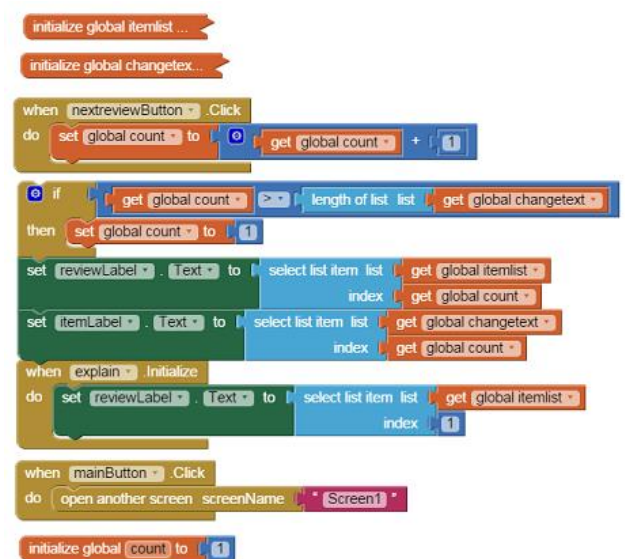 initialize global itemlist ...
initialize global changetex...
when nextreviewButton .Click
do set global count to get global count + 1
if get global count > length of list list get global changetext
then set global count to 1
set reviewLabel . Text to select list item list get global itemlist
index get global count
set itemLabel . Text to select list item list get global changetext
index get global count
when explain .Initialize
do set reviewLabel . Text to select list item list get global itemlist
index 1
when mainButton .Click
do open another screen screenName " Screen1 "
initialize global count to 1